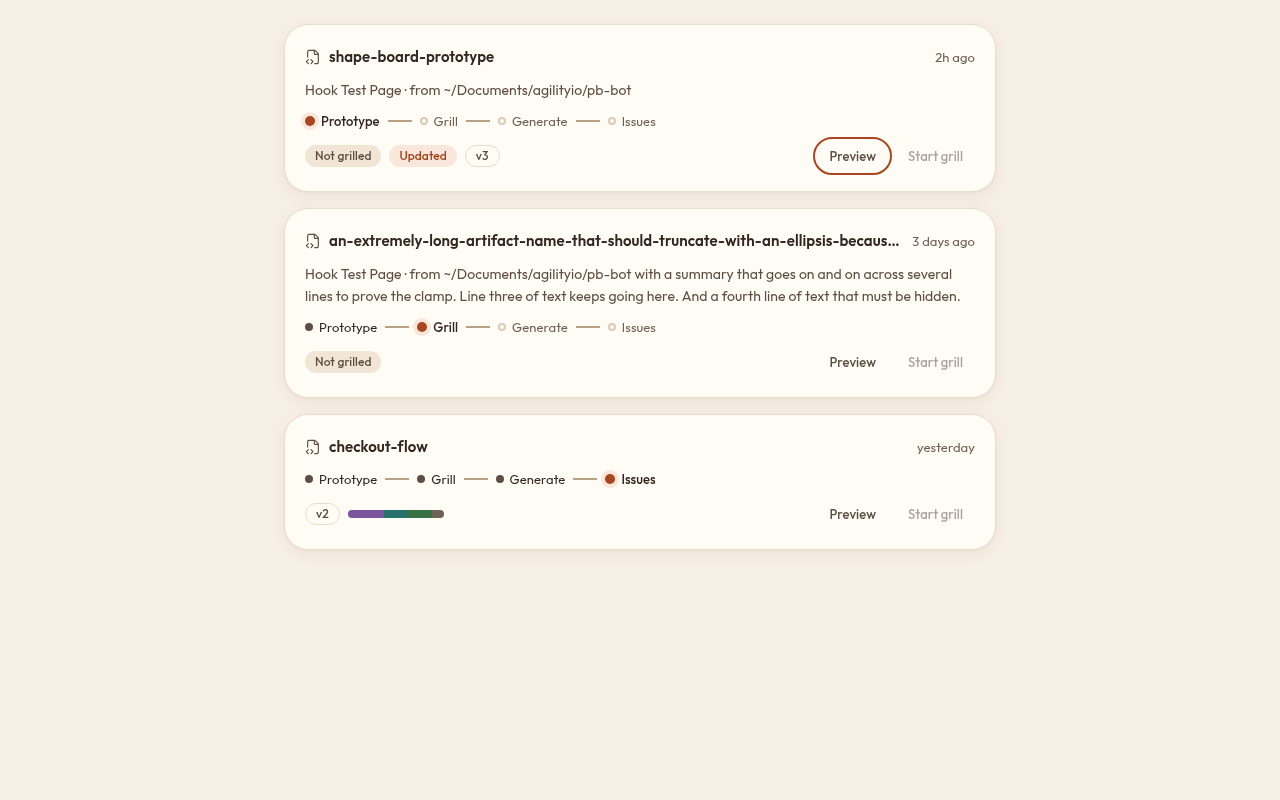 shape-board-prototype 2h ago
Hook Test Page · from ~/Documents/agilityio/pb-bot
Prototype Grill Generate Issues
Not grilled Updated v3 Preview Start grill
an-extremely-long-artifact-name-that-should-truncate-with-an-ellipsis-becaus... 3 days ago
Hook Test Page · from ~/Documents/agilityio/pb-bot with a summary that goes on and on across several
lines to prove the clamp. Line three of text keeps going here. And a fourth line of text that must be hidden.
Prototype Grill Generate Issues
Not grilled Preview Start grill
checkout-flow yesterday
Prototype Grill Generate Issues
v2 Preview Start grill